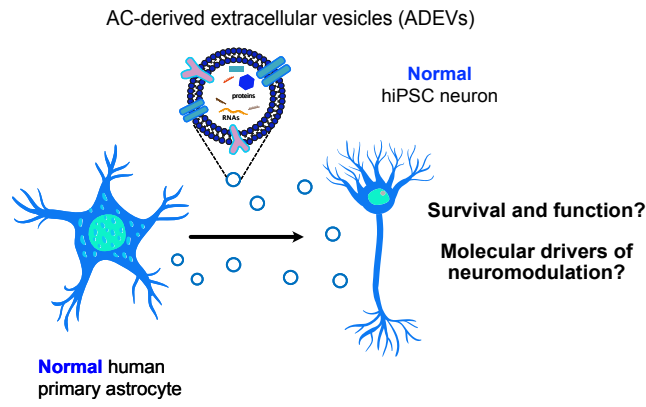 AC-derived extracellular vesicles (ADEVs)
proteins
RNAs
Normal
hiPSC neuron
Survival and function?
Molecular drivers of
neuromodulation?
Normal human
primary astrocyte